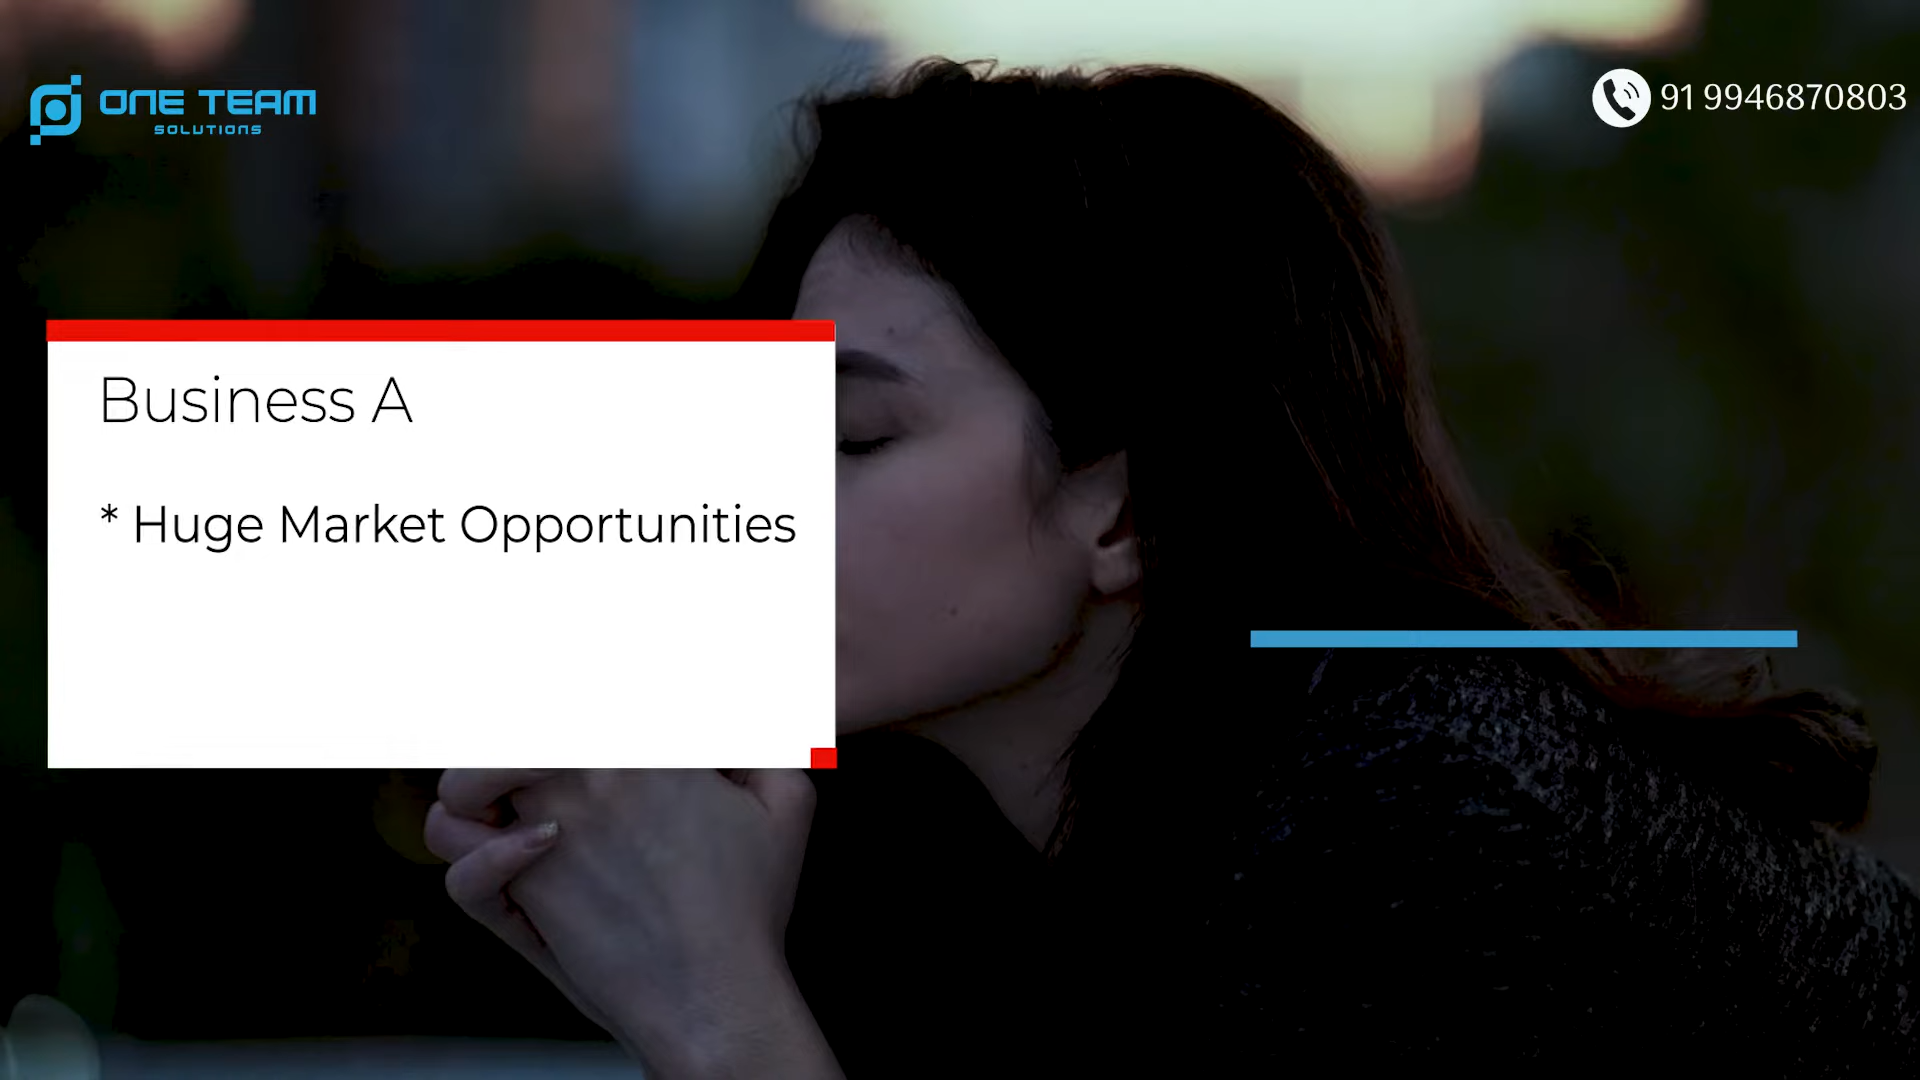 ONE TEAM
SOLUTIONS
91 9946870803
Business A
* Huge Market Opportunities